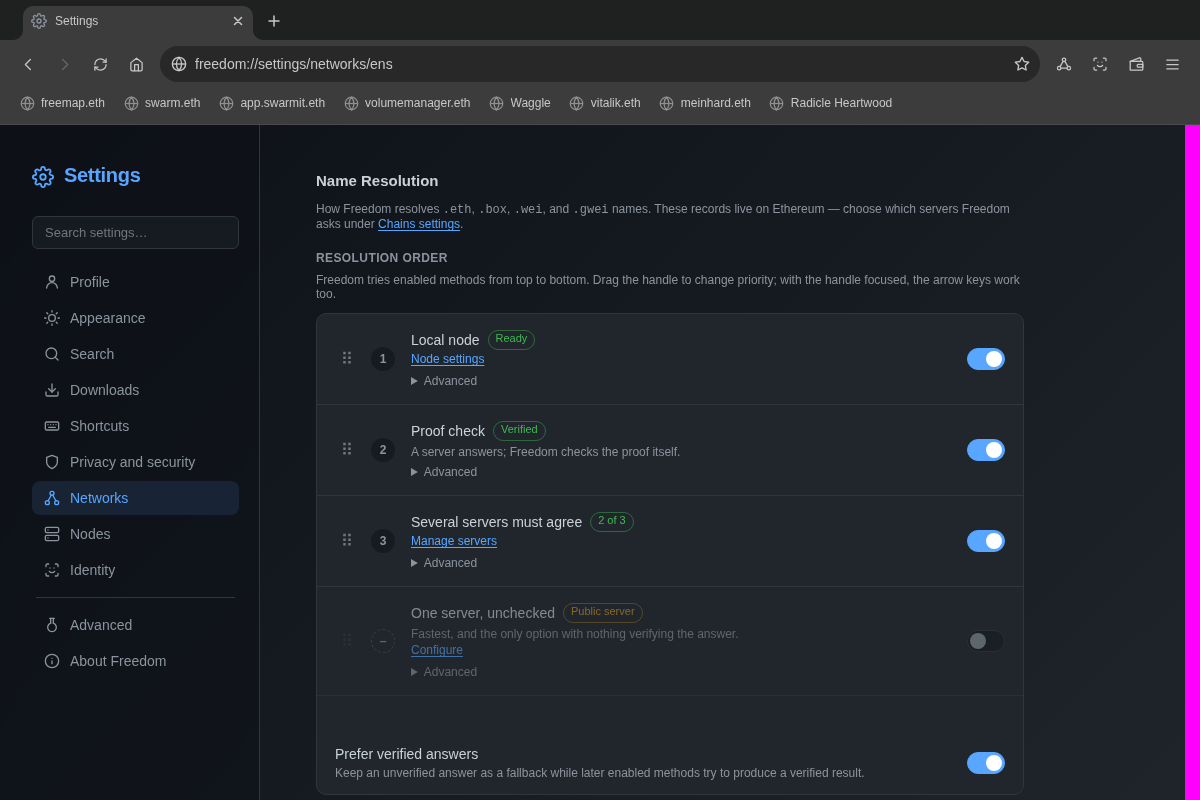 Settings
freedom://settings/networks/ens
freemap.eth swarm.eth app.swarmit.eth volumemanager.eth Waggle vitalik.eth meinhard.eth Radicle Heartwood
Settings
Search settings…
Profile
Appearance
Search
Downloads
Shortcuts
Privacy and security
Networks
Nodes
Identity
Advanced
About Freedom
Name Resolution
How Freedom resolves .eth, .box, .wei, and .gwei names. These records live on Ethereum — choose which servers Freedom
asks under Chains settings.
RESOLUTION ORDER
Freedom tries enabled methods from top to bottom. Drag the handle to change priority; with the handle focused, the arrow keys work
too.
1 Local node Ready
Node settings
Advanced
2 Proof check Verified
A server answers; Freedom checks the proof itself.
Advanced
3 Several servers must agree 2 of 3
Manage servers
Advanced
– One server, unchecked Public server
Fastest, and the only option with nothing verifying the answer.
Configure
Advanced
Prefer verified answers
Keep an unverified answer as a fallback while later enabled methods try to produce a verified result.